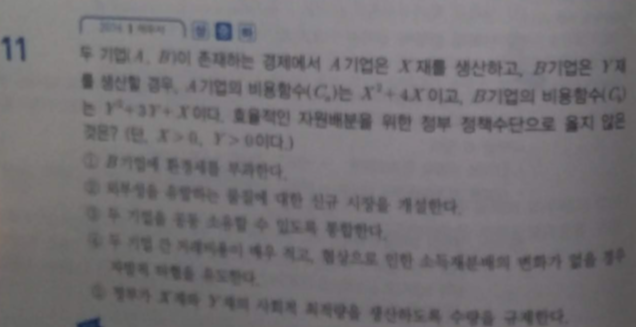 11
두 기업(A, B)이 존재하는 경제에서 A기업은 X재를 생산하고, B기업은 Y재
를 생산할 경우, A기업의 비용함수(Cₐ)는 X²+4X이고, B기업의 비용함수
는 Y²+3Y+X이다. 효율적인 자원배분을 위한 정부 정책수단으로 옳지 않은
것은? (단, X>0, Y>0이다.)
① B기업에 환경세를 부과한다.
② 외부성을 유발하는 물질에 대한 신규 시장을 개설한다.
③ 두 기업을 공동 소유할 수 있도록 통합한다.
④ 두 기업 간 거래비용이 매우 적고, 협상으로 인한 소득재분배의 변화가 없을 경우
자발적 타협을 유도한다.
⑤ 정부가 X재와 Y재의 사회적 최적량을 생산하도록 수량을 규제한다.